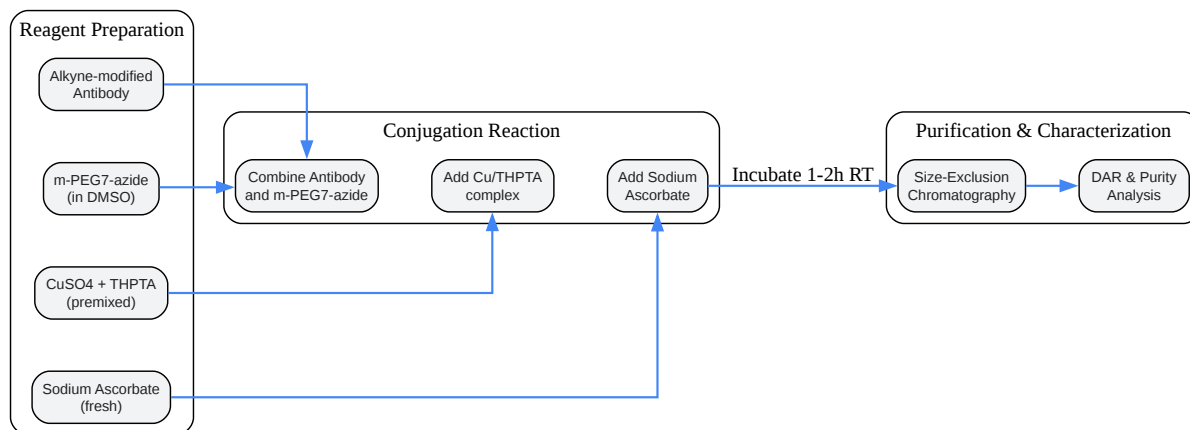 Reagent Preparation
Alkyne-modified
Antibody
m-PEG7-azide
(in DMSO)
CuSO4 + THPTA
(premixed)
Sodium Ascorbate
(fresh)
Conjugation Reaction
Combine Antibody
and m-PEG7-azide
Add Cu/THPTA
complex
Add Sodium
Ascorbate
Incubate 1-2h RT
Purification & Characterization
Size-Exclusion
Chromatography
DAR & Purity
Analysis